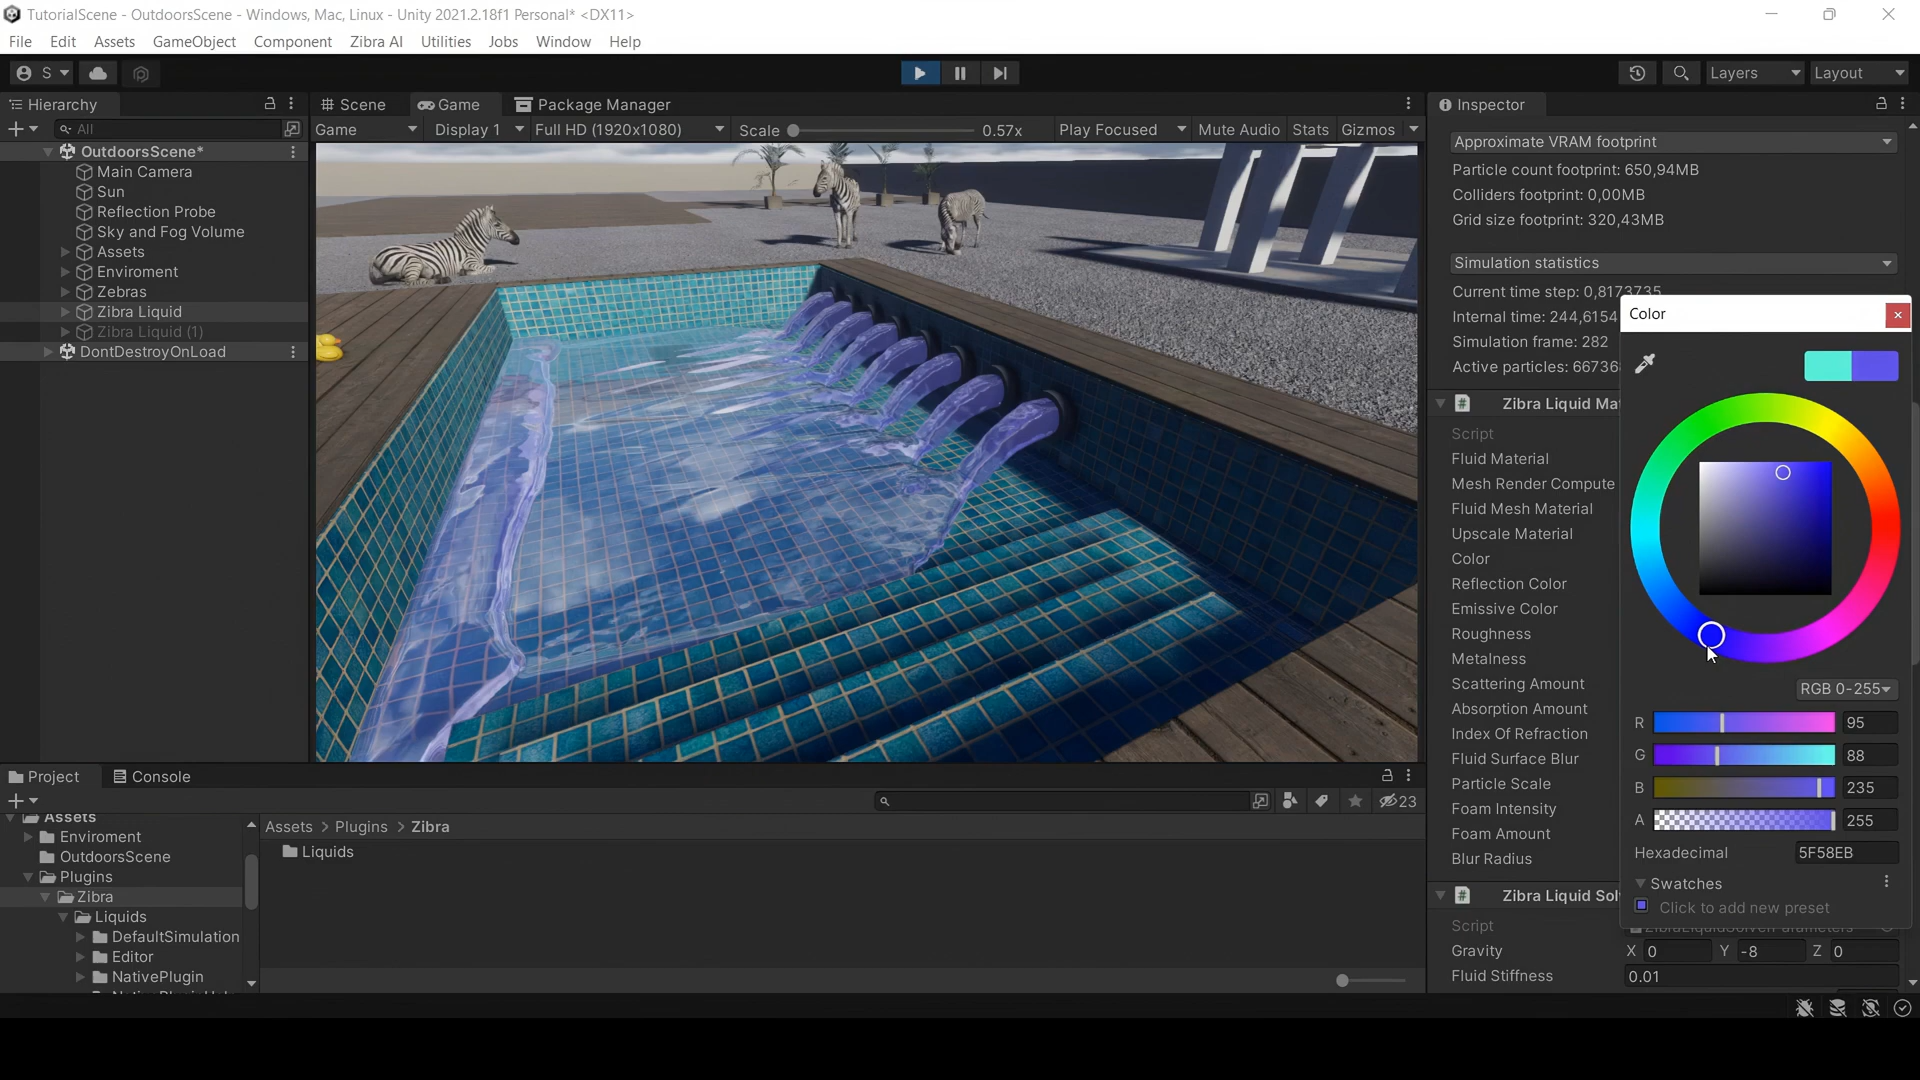 TutorialScene - OutdoorsScene - Windows, Mac, Linux - Unity 2021.2.18f1 Personal* <DX11>
File Edit Assets GameObject Component Zibra AI Utilities Jobs Window Help
S
Layers
Layout
Hierarchy
All
OutdoorsScene*
Main Camera
Sun
Reflection Probe
Sky and Fog Volume
Assets
Enviroment
Zebras
Zibra Liquid
Zibra Liquid (1)
DontDestroyOnLoad
Scene
Game
Package Manager
Game
Display 1
Full HD (1920x1080)
Scale
0.57x
Play Focused
Mute Audio
Stats
Gizmos
Inspector
Approximate VRAM footprint
Particle count footprint: 650,94MB
Colliders footprint: 0,00MB
Grid size footprint: 320,43MB
Simulation statistics
Current time step: 0,8173735
Internal time: 244,6154
Simulation frame: 282
Active particles: 66736
Zibra Liquid Ma
Script
Fluid Material
Mesh Render Compute
Fluid Mesh Material
Upscale Material
Color
Reflection Color
Emissive Color
Roughness
Metalness
Scattering Amount
Absorption Amount
Index Of Refraction
Fluid Surface Blur
Particle Scale
Foam Intensity
Foam Amount
Blur Radius
Zibra Liquid Sol
Script
Gravity
X 0 Y -8 Z 0
Fluid Stiffness
0.01
Color
RGB 0-255
R 95
G 88
B 235
A 255
Hexadecimal 5F58EB
Swatches
Click to add new preset
Project
Console
23
Assets
Enviroment
OutdoorsScene
Plugins
Zibra
Liquids
DefaultSimulation
Editor
NativePlugin
Assets > Plugins > Zibra
Liquids